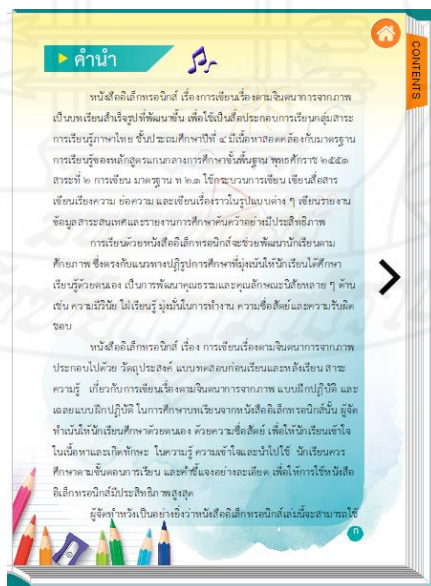 คำนำ
CONTENTS
หนังสืออิเล็กทรอนิกส์ เรื่องการเขียนเรื่องตามจินตนาการจากภาพ
เป็นบทเรียนสำเร็จรูปที่พัฒนาขึ้น เพื่อใช้เป็นสื่อประกอบการเรียนกลุ่มสาระ
การเรียนรู้ภาษาไทย ชั้นประถมศึกษาปีที่ ๔ มีเนื้อหาสอดคล้องกับมาตรฐาน
การเรียนรู้ของหลักสูตรแกนกลางการศึกษาขั้นพื้นฐาน พุทธศักราช ๒๕๕๑
สาระที่ ๒ การเขียน มาตรฐาน ท ๒.๑ ใช้กระบวนการเขียน เขียนสื่อสาร
เขียนเรียงความ ย่อความ และเขียนเรื่องราวในรูปแบบต่าง ๆ เขียนรายงาน
ข้อมูลสารสนเทศและรายงานการศึกษาค้นคว้าอย่างมีประสิทธิภาพ
การเรียนด้วยหนังสืออิเล็กทรอนิกส์จะช่วยพัฒนานักเรียนตาม
ศักยภาพ ซึ่งตรงกับแนวทางปฏิรูปการศึกษาที่มุ่งเน้นให้นักเรียนได้ศึกษา
เรียนรู้ด้วยตนเอง เป็นการพัฒนาคุณธรรมและคุณลักษณะนิสัยหลาย ๆ ด้าน
เช่น ความมีวินัย ใฝ่เรียนรู้ มุ่งมั่นในการทำงาน ความซื่อสัตย์และความรับผิด
ชอบ
หนังสืออิเล็กทรอนิกส์ เรื่อง การเขียนเรื่องตามจินตนาการจากภาพ
ประกอบไปด้วย วัตถุประสงค์ แบบทดสอบก่อนเรียนและหลังเรียน สาระ
ความรู้ เกี่ยวกับการเขียนเรื่องตามจินตนาการจากภาพ แบบฝึกปฏิบัติ และ
เฉลยแบบฝึกปฏิบัติ ในการศึกษาบทเรียนจากหนังสืออิเล็กทรอนิกส์นั้น ผู้จัด
ทำเน้นให้นักเรียนศึกษาด้วยตนเอง ด้วยความซื่อสัตย์ เพื่อให้นักเรียนเข้าใจ
ในเนื้อหาและเกิดทักษะ ในความรู้ ความเข้าใจและนำไปใช้ นักเรียนควร
ศึกษาตามขั้นตอนการเรียน และคำชี้แจงอย่างละเอียด เพื่อให้การใช้หนังสือ
อิเล็กทรอนิกส์มีประสิทธิภาพสูงสุด
ผู้จัดทำหวังเป็นอย่างยิ่งว่าหนังสืออิเล็กทรอนิกส์เล่มนี้จะสามารถใช้
ก